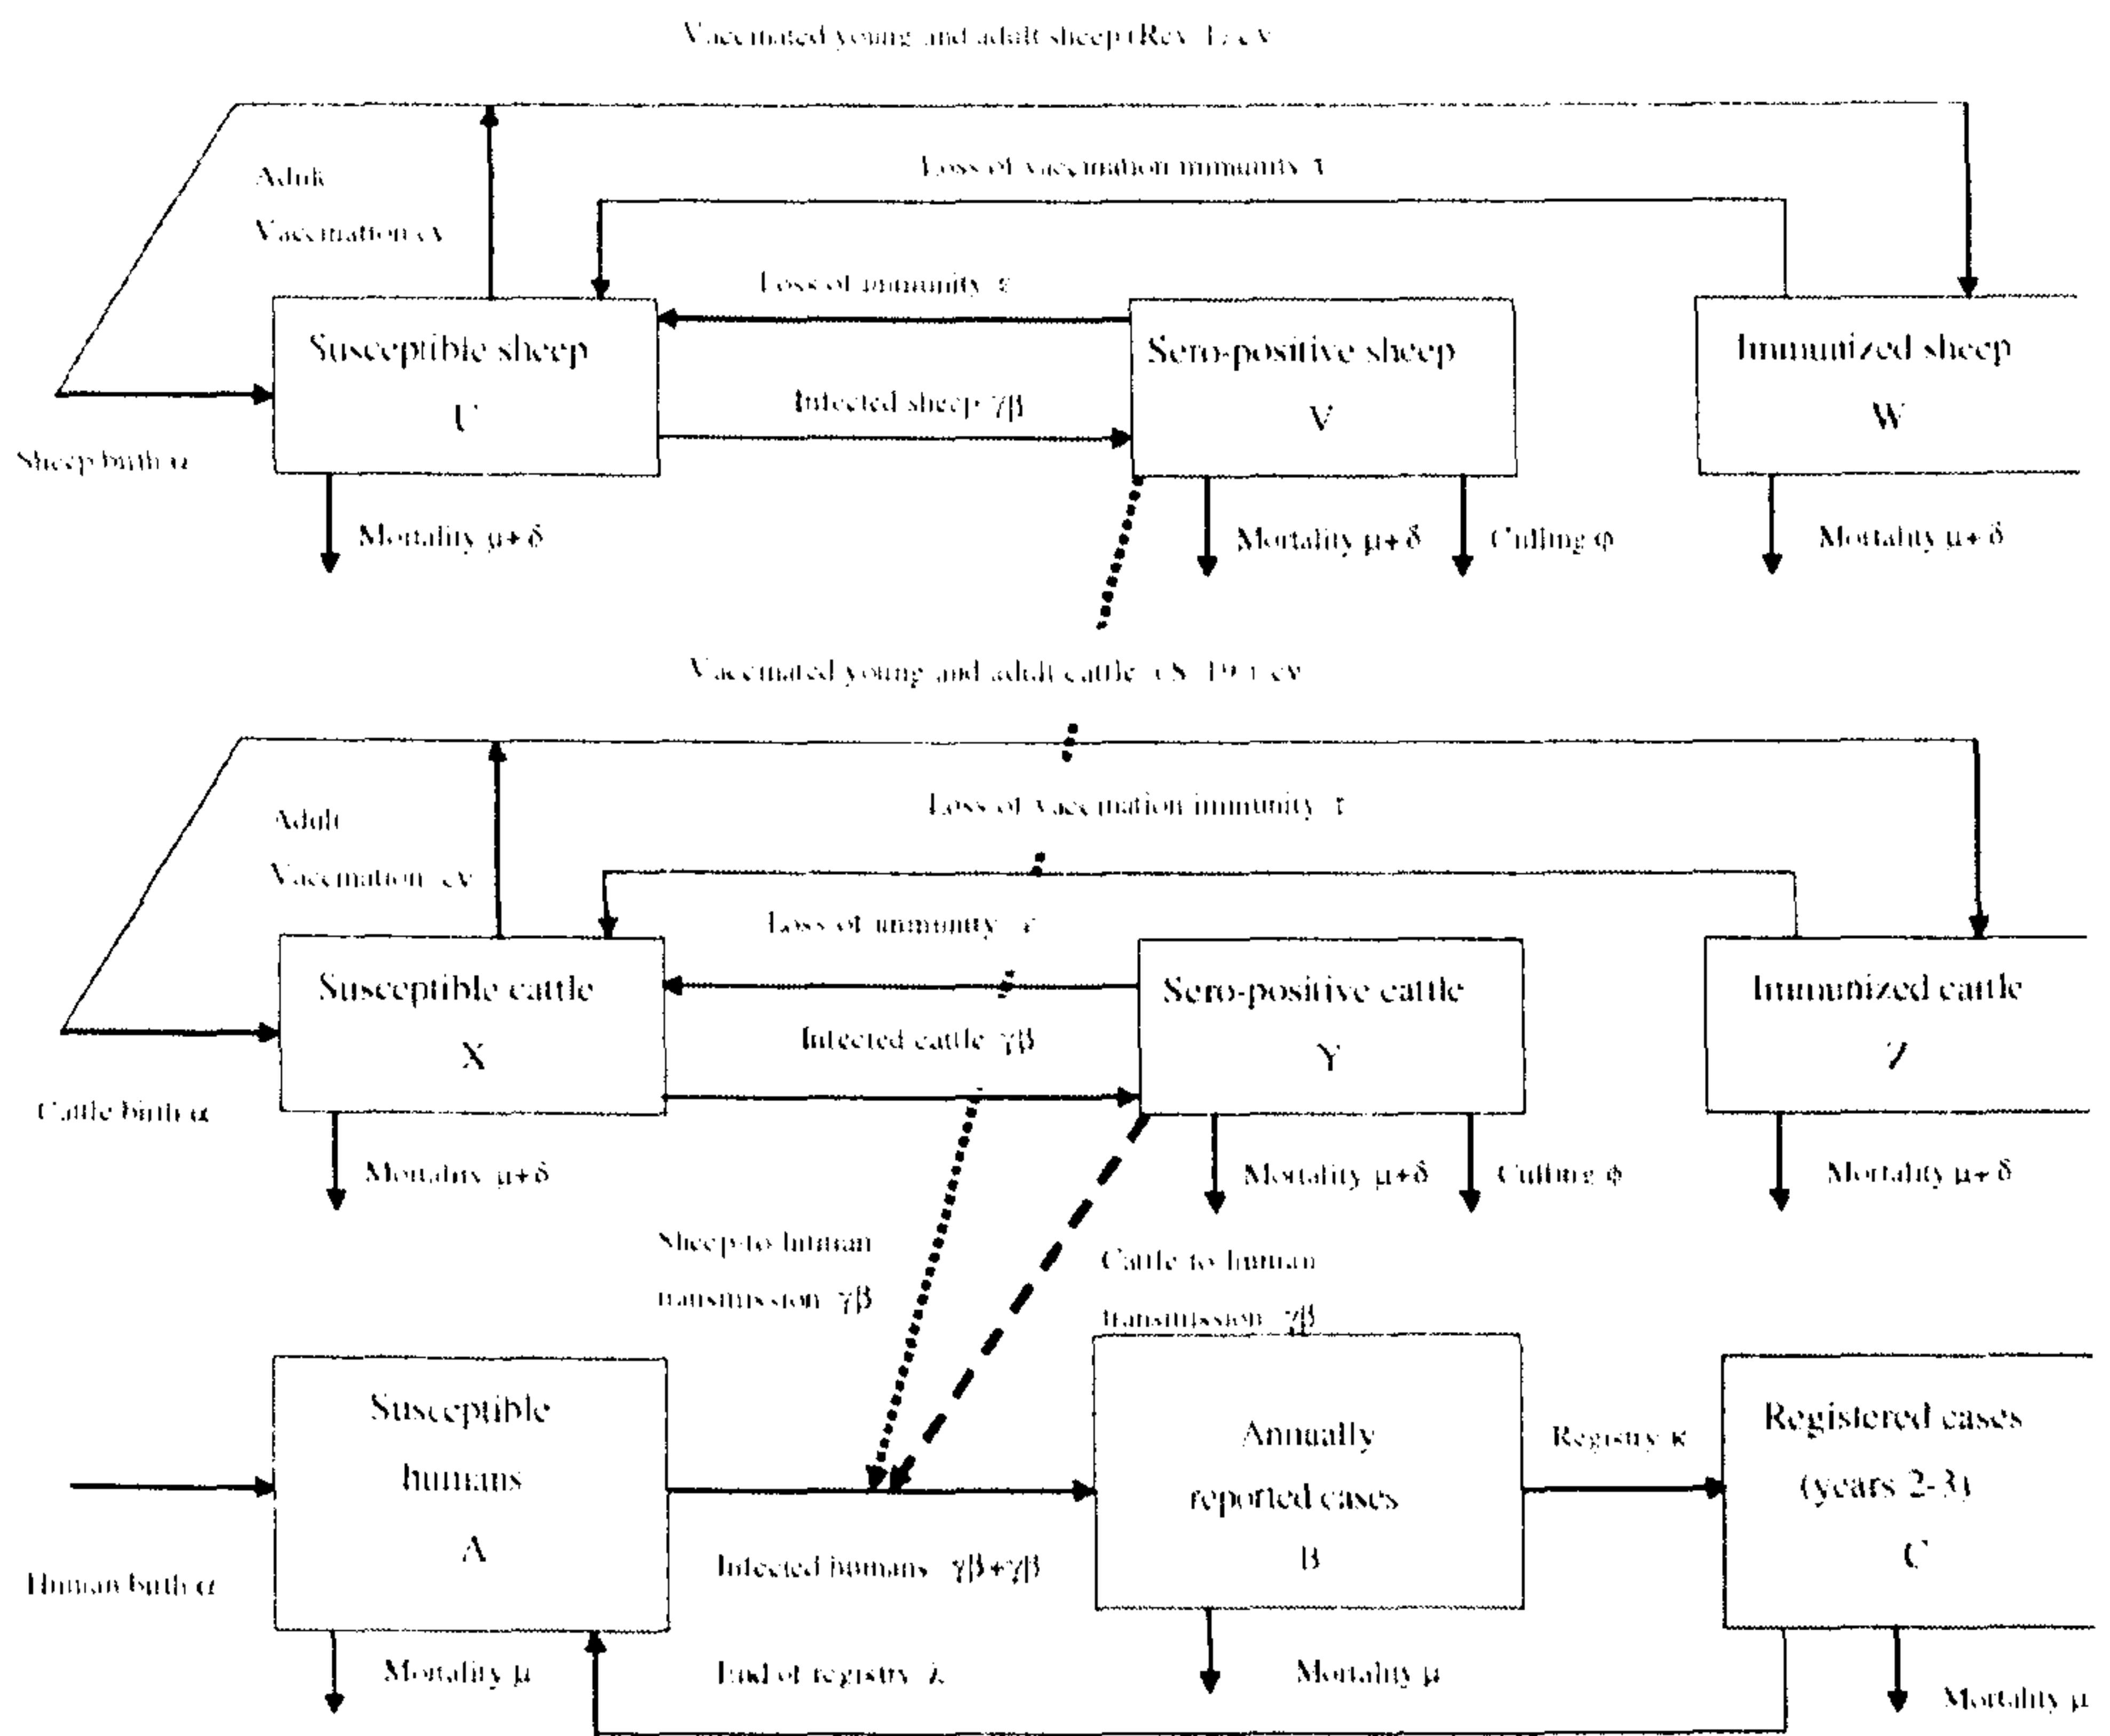 Vaccinated young and adult sheep (Rev. 1) cv
Loss of vaccination immunity τ
Adult
Vaccination cv
Loss of immunity
Susceptible sheep
U
Sero-positive sheep
V
Immunized sheep
W
Infected sheep γβ
Sheep birth α
Mortality μ+δ
Mortality μ+δ
Culling φ
Mortality μ+δ
Vaccinated young and adult cattle (S 19) cv
Loss of vaccination immunity τ
Adult
Vaccination cv
Loss of immunity
Susceptible cattle
X
Sero-positive cattle
Y
Immunized cattle
Z
Infected cattle γβ
Cattle birth α
Mortality μ+δ
Mortality μ+δ
Culling φ
Mortality μ+δ
Sheep-to-human
transmission γβ
Cattle to human
transmission γβ
Susceptible
humans
A
Annually
reported cases
B
Registry κ
Registered cases
(years 2-3)
C
Infected humans γβ+γβ
Human birth α
Mortality μ
End of registry λ
Mortality μ
Mortality μ